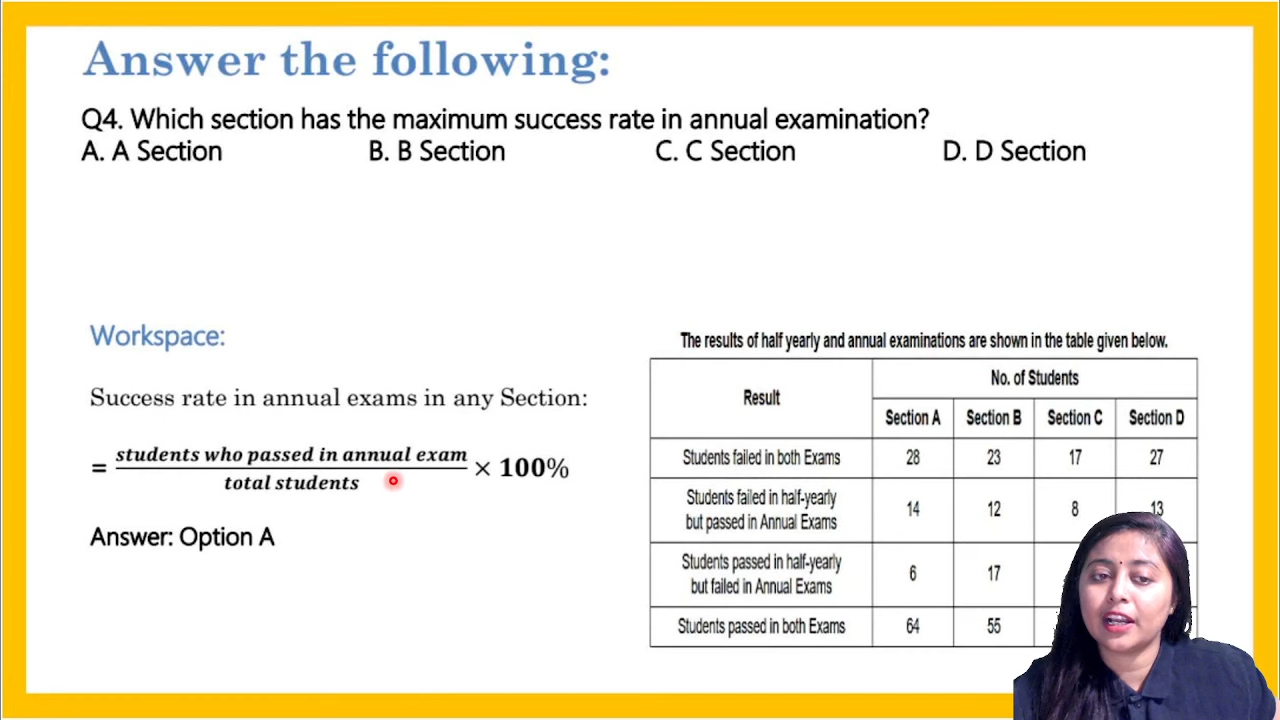 Answer the following:
Q4. Which section has the maximum success rate in annual examination?
A. A Section B. B Section C. C Section D. D Section
Workspace:
Success rate in annual exams in any Section:
= students who passed in annual exam / total students × 100%
Answer: Option A
The results of half yearly and annual examinations are shown in the table given below.
Result No. of Students
Section A Section B Section C Section D
Students failed in both Exams 28 23 17 27
Students failed in half-yearly
but passed in Annual Exams 14 12 8 13
Students passed in half-yearly
but failed in Annual Exams 6 17
Students passed in both Exams 64 55